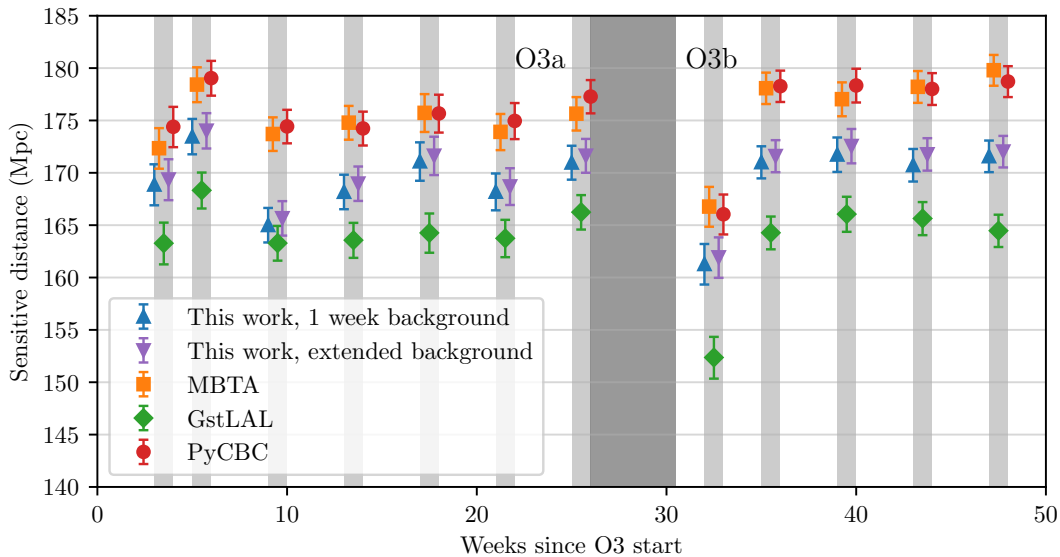 185
180
175
170
165
160
155
150
145
140
Sensitive distance (Mpc)
O3a
O3b
This work, 1 week background
This work, extended background
MBTA
GstLAL
PyCBC
0 10 20 30 40 50
Weeks since O3 start